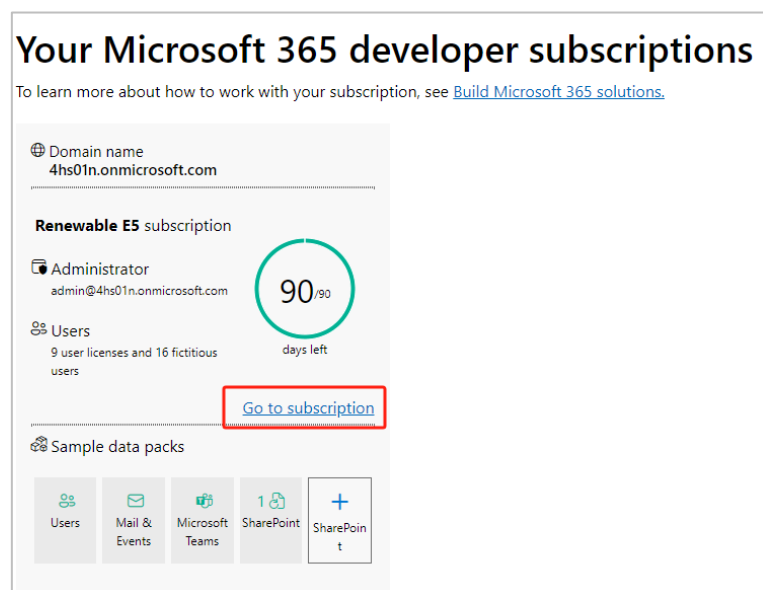 Your Microsoft 365 developer subscriptions
To learn more about how to work with your subscription, see Build Microsoft 365 solutions.
Domain name
4hs01n.onmicrosoft.com
Renewable E5 subscription
Administrator
admin@4hs01n.onmicrosoft.com
90/90
days left
Users
9 user licenses and 16 fictitious
users
Go to subscription
Sample data packs
Users
Mail &
Events
Microsoft
Teams
1
SharePoint
+
SharePoin
t